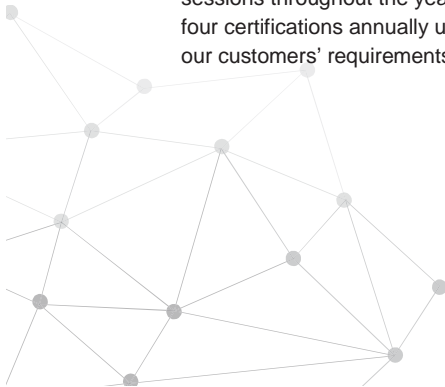 sessions throughout the yea
four certifications annually u
our customers' requirements